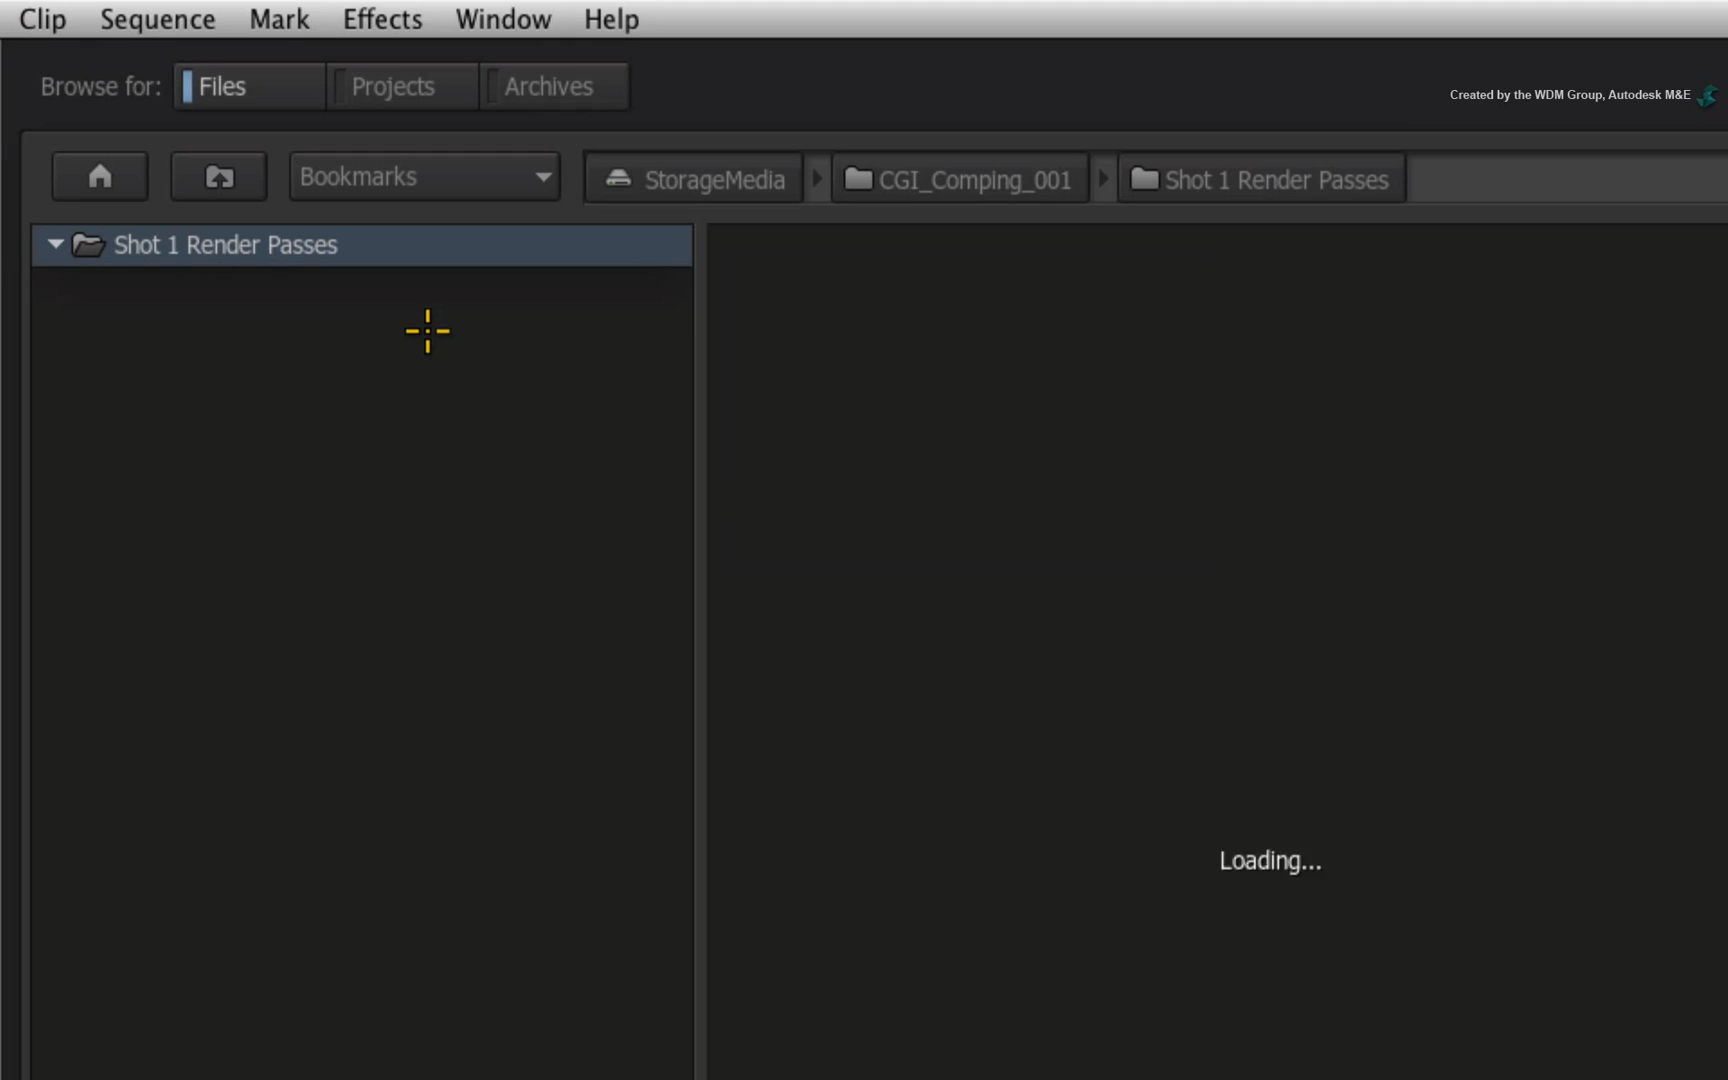 Clip Sequence Mark Effects Window Help
Browse for: Files Projects Archives
Created by the WDM Group, Autodesk M&E
Bookmarks StorageMedia CGI_Comping_001 Shot 1 Render Passes
Shot 1 Render Passes
Loading...